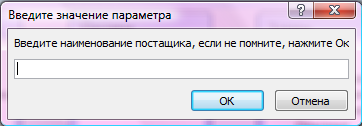 Введите значение параметра
Введите наименование постащика, если не помните, нажмите Ок
OK
Отмена